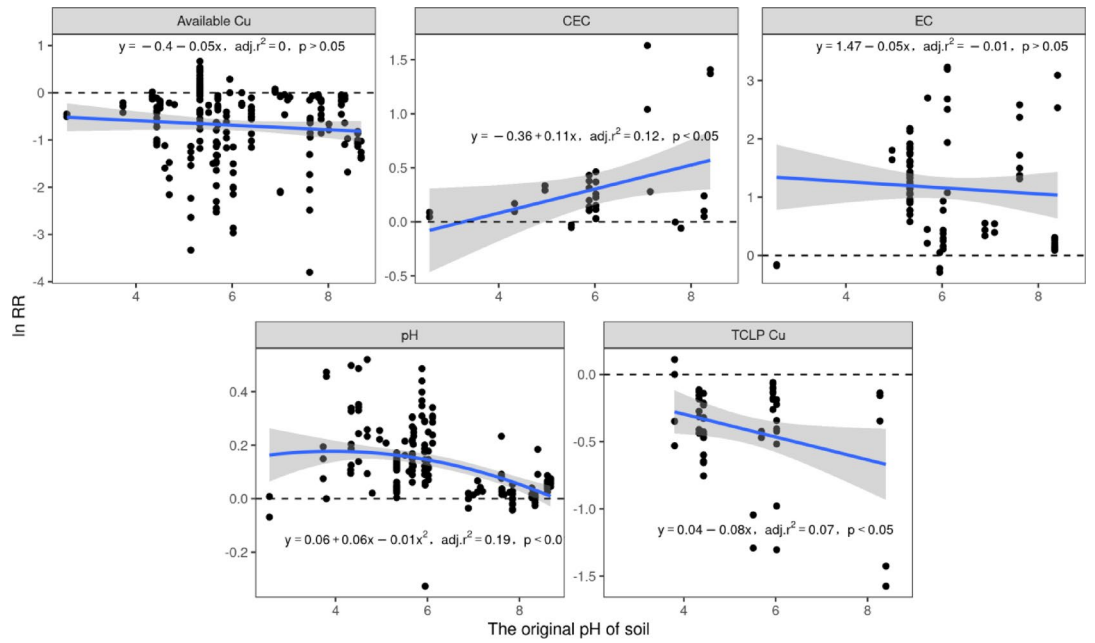 Available Cu
CEC
EC
y = −0.4 − 0.05x, adj.r² = 0, p > 0.05
y = −0.36 + 0.11x, adj.r² = 0.12, p < 0.05
y = 1.47 − 0.05x, adj.r² = −0.01, p > 0.05
1
0
-1
-2
-3
-4
1.5
1.0
0.5
0.0
-0.5
3
2
1
0
4 6 8
4 6 8
4 6 8
ln RR
pH
TCLP Cu
0.4
0.2
0.0
-0.2
y = 0.06 + 0.06x − 0.01x², adj.r² = 0.19, p < 0.0
0.0
-0.5
-1.0
-1.5
y = 0.04 − 0.08x, adj.r² = 0.07, p < 0.05
4 6 8
4 6 8
The original pH of soil